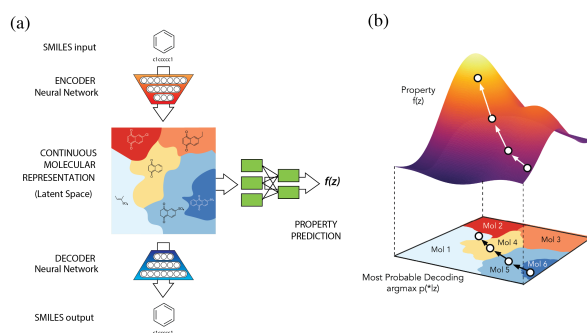 (a)
SMILES input
c1ccccc1
ENCODER
Neural Network
CONTINUOUS
MOLECULAR
REPRESENTATION
(Latent Space)
f(z)
PROPERTY
PREDICTION
DECODER
Neural Network
SMILES output
c1ccccc1
(b)
Property
f(z)
Mol 1
Mol 2
Mol 3
Mol 4
Mol 5
Mol 6
Most Probable Decoding
argmax p(*|z)